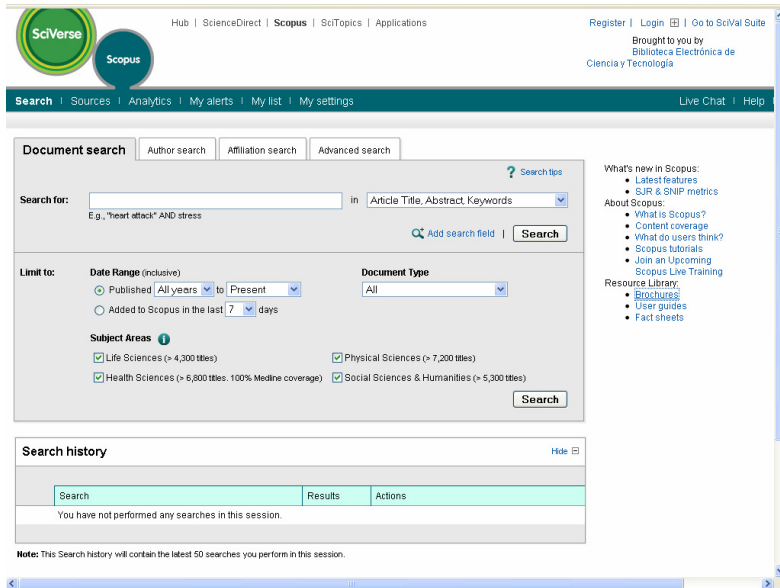 SciVerse
Scopus
Hub | ScienceDirect | Scopus | SciTopics | Applications
Register | Login | Go to SciVal Suite
Brought to you by
Biblioteca Electrónica de
Ciencia y Tecnología
Search | Sources | Analytics | My alerts | My list | My settings
Live Chat | Help
Document search
Author search
Affiliation search
Advanced search
? Search tips
Search for:
in Article Title, Abstract, Keywords
E.g., "heart attack" AND stress
Add search field | Search
Limit to:
Date Range (inclusive)
Document Type
Published All years to Present
All
Added to Scopus in the last 7 days
Subject Areas i
Life Sciences (> 4,300 titles)
Physical Sciences (> 7,200 titles)
Health Sciences (> 6,800 titles. 100% Medline coverage)
Social Sciences & Humanities (> 5,300 titles)
Search
What's new in Scopus:
Latest features
SJR & SNIP metrics
About Scopus:
What is Scopus?
Content coverage
What do users think?
Scopus tutorials
Join an Upcoming
Scopus Live Training
Resource Library:
Brochures
User guides
Fact sheets
Search history
Hide
Search
Results
Actions
You have not performed any searches in this session.
Note: This Search history will contain the latest 50 searches you perform in this session.